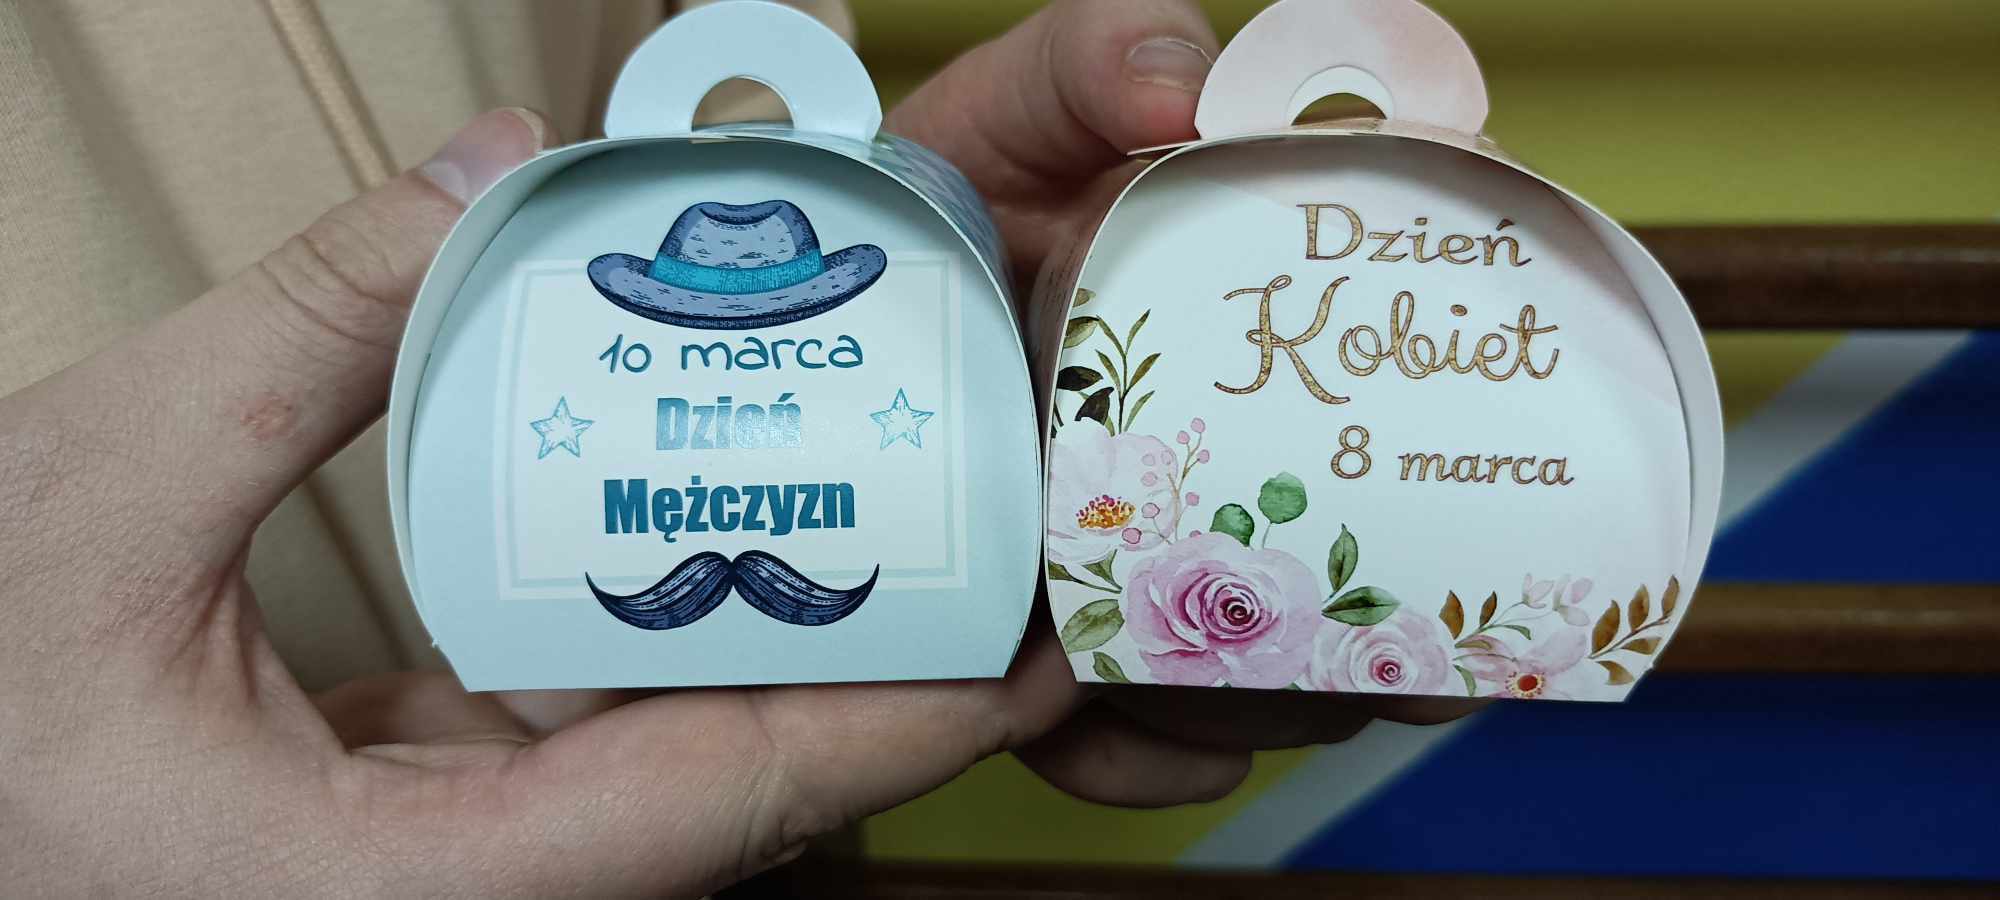 10 marca
Dzień
Mężczyzn
Dzień
Kobiet
8 marca